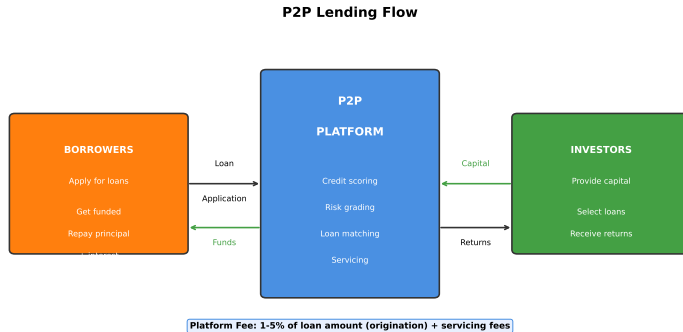 P2P Lending Flow
BORROWERS
Apply for loans
Get funded
Repay principal
+ interest
Loan
Application
Funds
P2P
PLATFORM
Credit scoring
Risk grading
Loan matching
Servicing
Capital
Returns
INVESTORS
Provide capital
Select loans
Receive returns
Platform Fee: 1-5% of loan amount (origination) + servicing fees